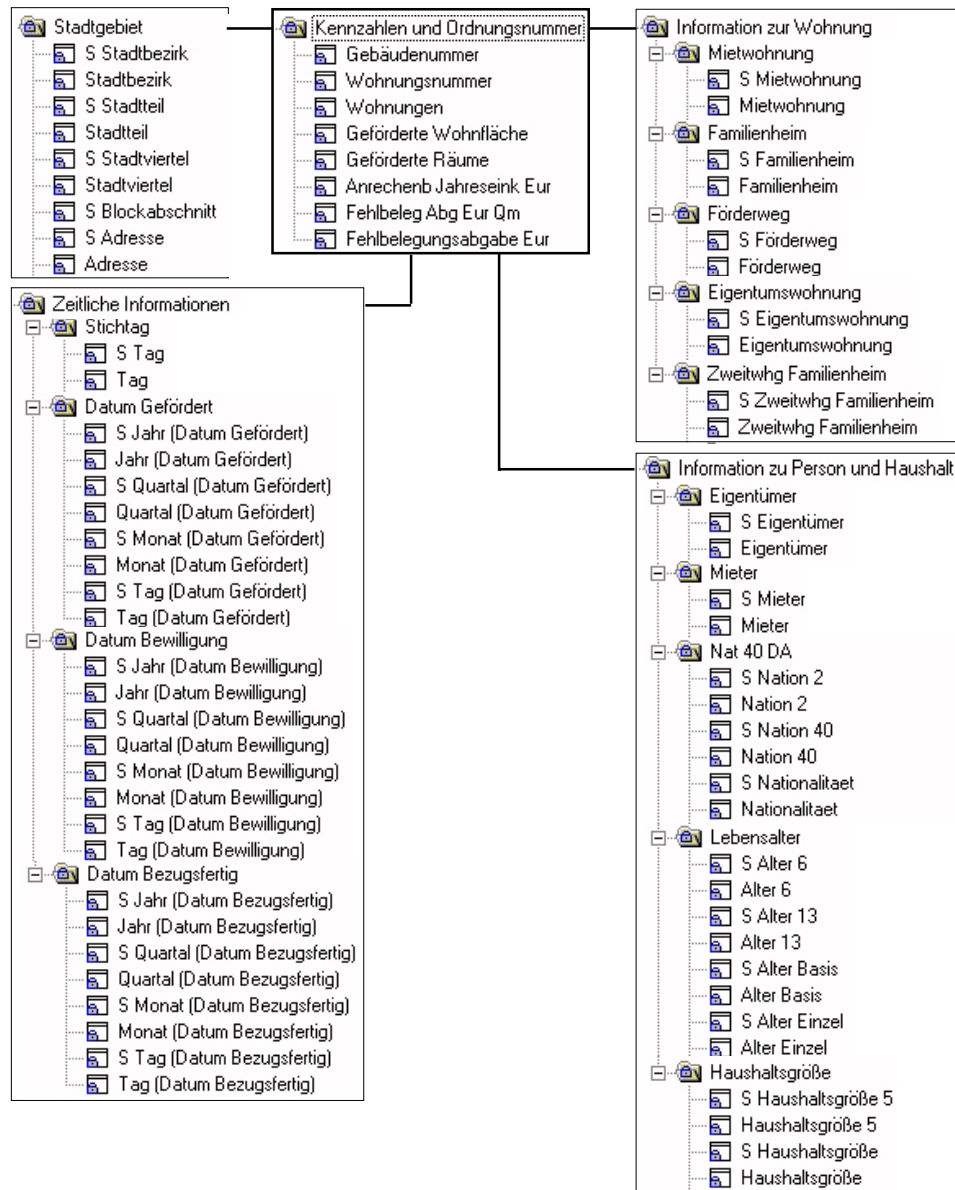 Stadtgebiet
S Stadtbezirk
Stadtbezirk
S Stadtteil
Stadtteil
S Stadtviertel
Stadtviertel
S Blockabschnitt
S Adresse
Adresse
Kennzahlen und Ordnungsnummer
Gebäudenummer
Wohnungsnummer
Wohnungen
Geförderte Wohnfläche
Geförderte Räume
Anrechenb Jahreseink Eur
Fehlbeleg Abg Eur Qm
Fehlbelegungsabgabe Eur
Information zur Wohnung
Mietwohnung
S Mietwohnung
Mietwohnung
Familienheim
S Familienheim
Familienheim
Förderweg
S Förderweg
Förderweg
Eigentumswohnung
S Eigentumswohnung
Eigentumswohnung
Zweitwhg Familienheim
S Zweitwhg Familienheim
Zweitwhg Familienheim
Zeitliche Informationen
Stichtag
S Tag
Tag
Datum Gefördert
S Jahr (Datum Gefördert)
Jahr (Datum Gefördert)
S Quartal (Datum Gefördert)
Quartal (Datum Gefördert)
S Monat (Datum Gefördert)
Monat (Datum Gefördert)
S Tag (Datum Gefördert)
Tag (Datum Gefördert)
Datum Bewilligung
S Jahr (Datum Bewilligung)
Jahr (Datum Bewilligung)
S Quartal (Datum Bewilligung)
Quartal (Datum Bewilligung)
S Monat (Datum Bewilligung)
Monat (Datum Bewilligung)
S Tag (Datum Bewilligung)
Tag (Datum Bewilligung)
Datum Bezugsfertig
S Jahr (Datum Bezugsfertig)
Jahr (Datum Bezugsfertig)
S Quartal (Datum Bezugsfertig)
Quartal (Datum Bezugsfertig)
S Monat (Datum Bezugsfertig)
Monat (Datum Bezugsfertig)
S Tag (Datum Bezugsfertig)
Tag (Datum Bezugsfertig)
Information zu Person und Haushalt
Eigentümer
S Eigentümer
Eigentümer
Mieter
S Mieter
Mieter
Nat 40 DA
S Nation 2
Nation 2
S Nation 40
Nation 40
S Nationalitaet
Nationalitaet
Lebensalter
S Alter 6
Alter 6
S Alter 13
Alter 13
S Alter Basis
Alter Basis
S Alter Einzel
Alter Einzel
Haushaltsgröße
S Haushaltsgröße 5
Haushaltsgröße 5
S Haushaltsgröße
Haushaltsgröße